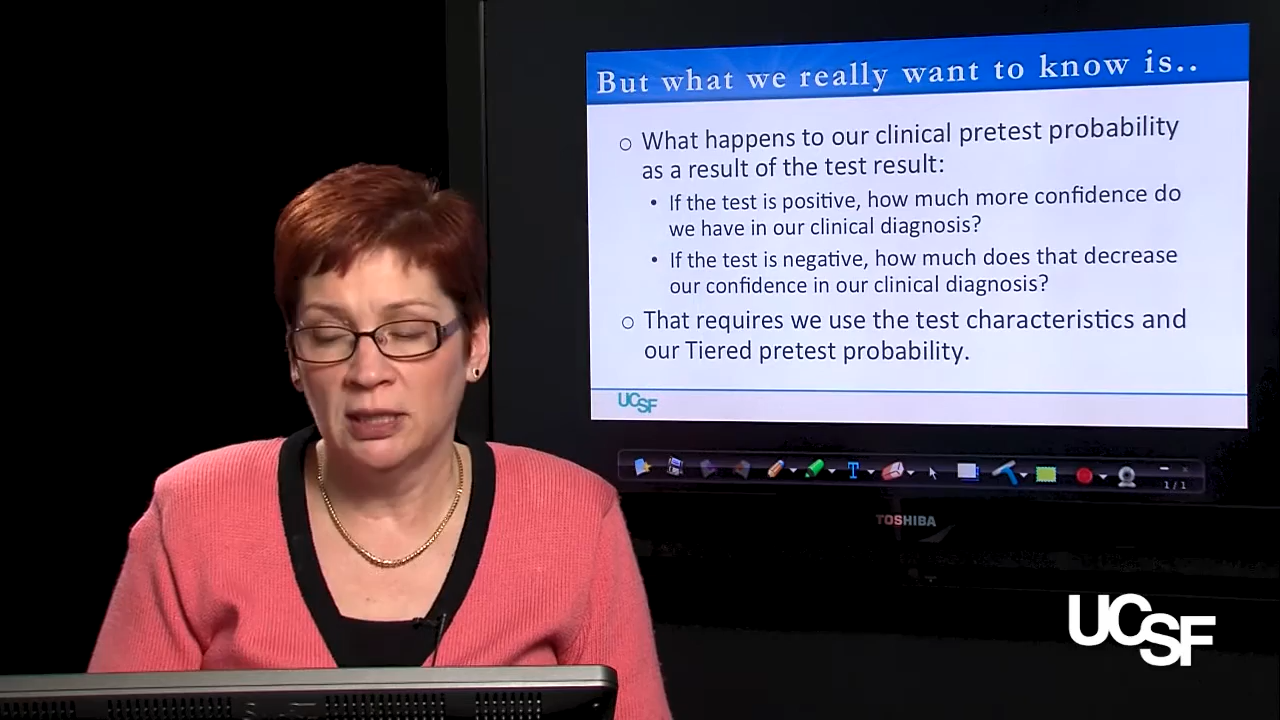 But what we really want to know is..
What happens to our clinical pretest probability
as a result of the test result:
If the test is positive, how much more confidence do
we have in our clinical diagnosis?
If the test is negative, how much does that decrease
our confidence in our clinical diagnosis?
That requires we use the test characteristics and
our Tiered pretest probability.
UCSF
T
1/1
TOSHIBA
UCSF